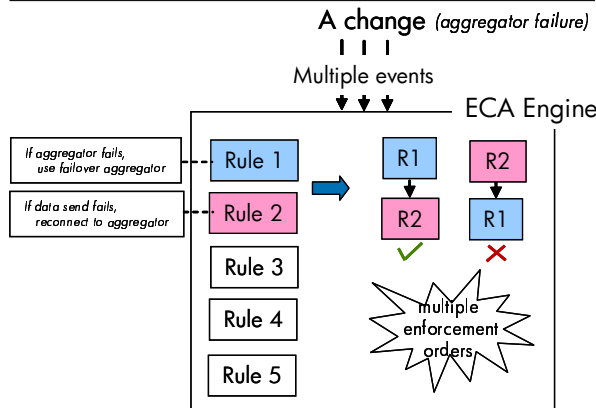 A change (aggregator failure)
Multiple events
ECA Engine
If aggregator fails,
use failover aggregator
Rule 1
R1
R2
If data send fails,
reconnect to aggregator
Rule 2
R2
R1
Rule 3
Rule 4
Rule 5
multiple
enforcement
orders